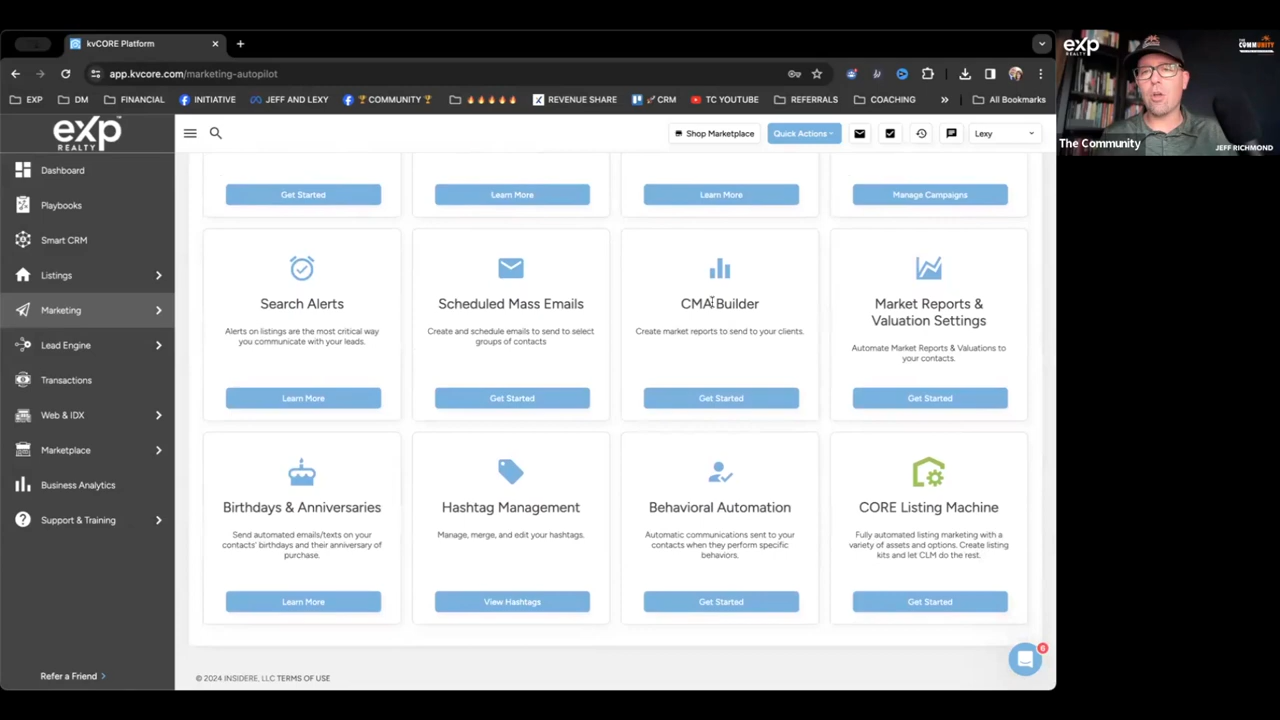 kvCORE Platform
app.kvcore.com/marketing-autopilot
EXP
DM
FINANCIAL
INITIATIVE
JEFF AND LEXY
COMMUNITY
REVENUE SHARE
CRM
TC YOUTUBE
REFERRALS
COACHING
All Bookmarks
exp
REALTY
Shop Marketplace
Quick Actions
Lexy
Dashboard
Playbooks
Smart CRM
Listings
Marketing
Lead Engine
Transactions
Web & IDX
Marketplace
Business Analytics
Support & Training
Refer a Friend
Get Started
Learn More
Learn More
Manage Campaigns
Search Alerts
Alerts on listings are the most critical way
you communicate with your leads.
Learn More
Scheduled Mass Emails
Create and schedule emails to send to select
groups of contacts
Get Started
CMA Builder
Create market reports to send to your clients.
Get Started
Market Reports &
Valuation Settings
Automate Market Reports & Valuations to
your contacts.
Get Started
Birthdays & Anniversaries
Send automated emails/texts on your
contacts' birthdays and their anniversary of
purchase.
Learn More
Hashtag Management
Manage, merge, and edit your hashtags.
View Hashtags
Behavioral Automation
Automatic communications sent to your
contacts when they perform specific
behaviors.
Get Started
CORE Listing Machine
Fully automated listing marketing with a
variety of assets and options. Create listing
kits and let CLM do the rest.
Get Started
© 2024 INSIDERE, LLC TERMS OF USE
6
exp
REALTY
THE
COMMUNITY
The Community
JEFF RICHMOND